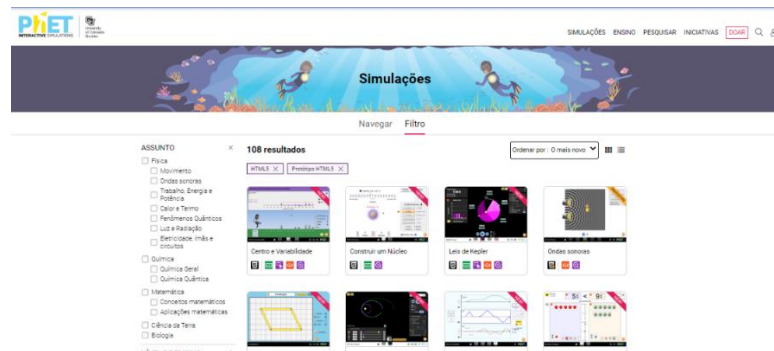 PhET
INTERACTIVE SIMULATIONS
SIMULAÇÕES ENSINO PESQUISAR INICIATIVAS DOAR
Simulações
Navegar Filtro
ASSUNTO ×
Física
Movimento
Ondas sonoras
Trabalho, Energia e
Potência
Calor e Termo
Fenômenos Quânticos
Luz e Radiação
Eletricidade, Ímãs e
circuitos
Química
Química Geral
Química Quântica
Matemática
Conceitos matemáticos
Aplicações matemáticas
Ciência da Terra
Biologia
108 resultados
Ordenar por: O mais novo
HTML5 × Protótipo HTML5 ×
Centro e Variabilidade
Construir um Núcleo
Leis de Kepler
Ondas sonoras
5 < 9